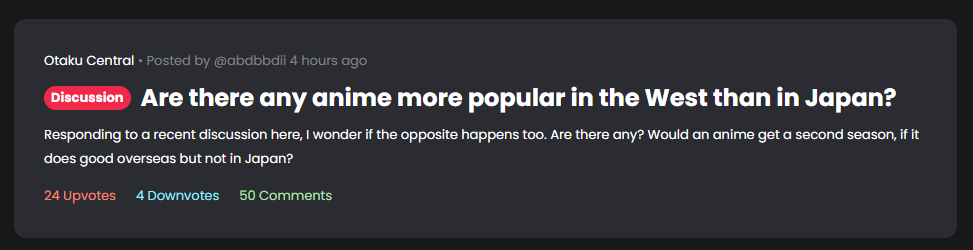 Otaku Central • Posted by @abdbbdii 4 hours ago
Discussion Are there any anime more popular in the West than in Japan?
Responding to a recent discussion here, I wonder if the opposite happens too. Are there any? Would an anime get a second season, if it
does good overseas but not in Japan?
24 Upvotes 4 Downvotes 50 Comments